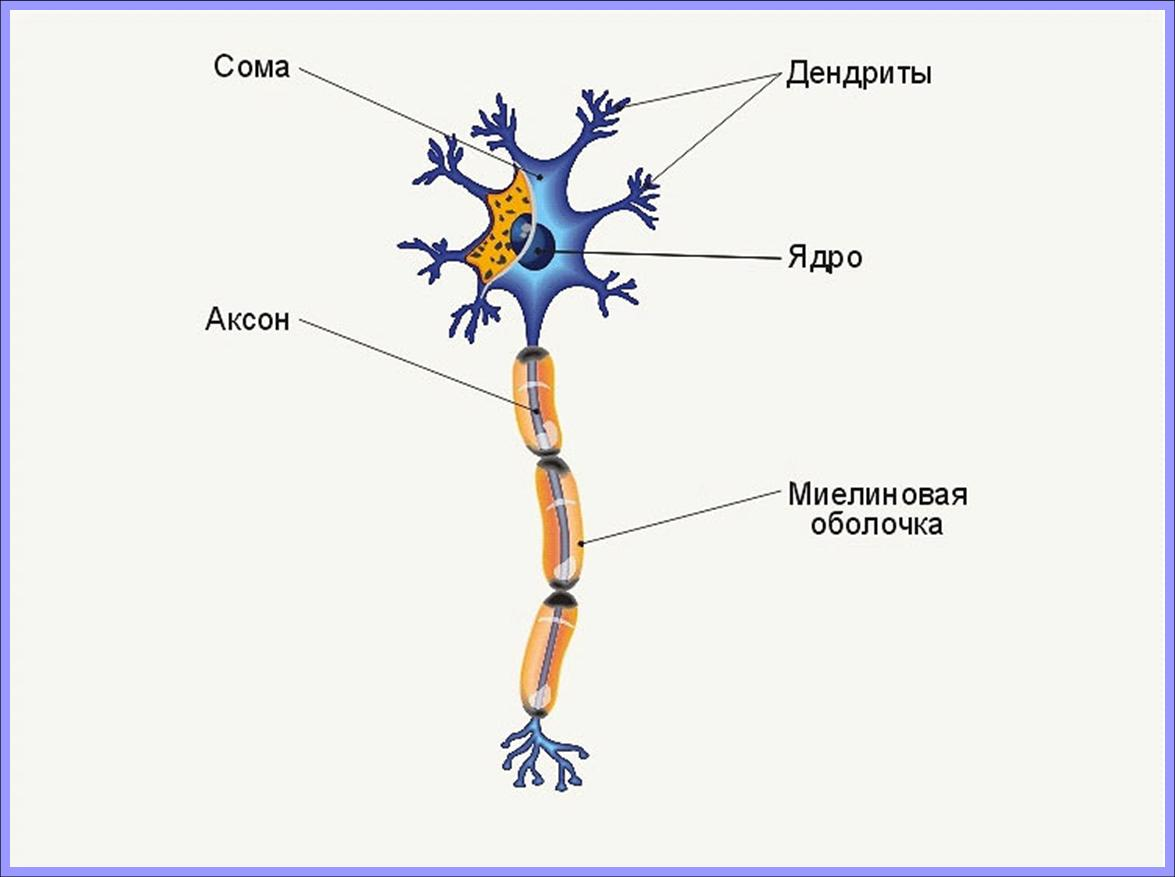 Сома
Дендриты
Ядро
Аксон
Миелиновая
оболочка